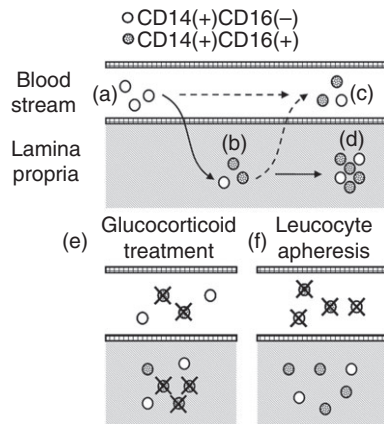 CD14(+)CD16(−)
CD14(+)CD16(+)
Blood
stream
(a)
(c)
Lamina
propria
(b)
(d)
(e)
Glucocorticoid
treatment
(f)
Leucocyte
apheresis